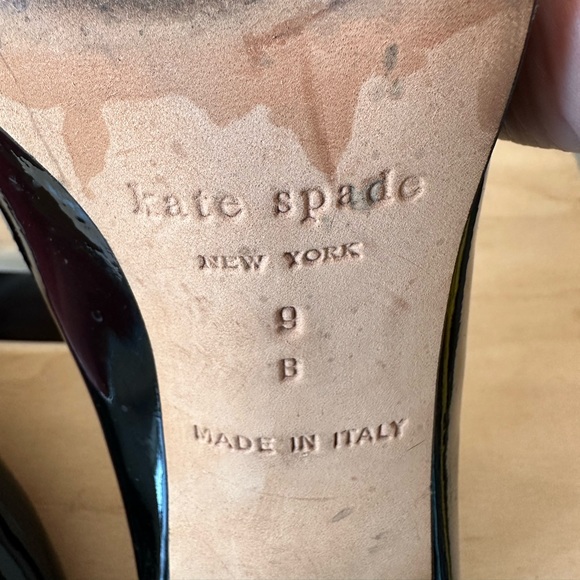 kate spade
NEW YORK
9
B
MADE IN ITALY